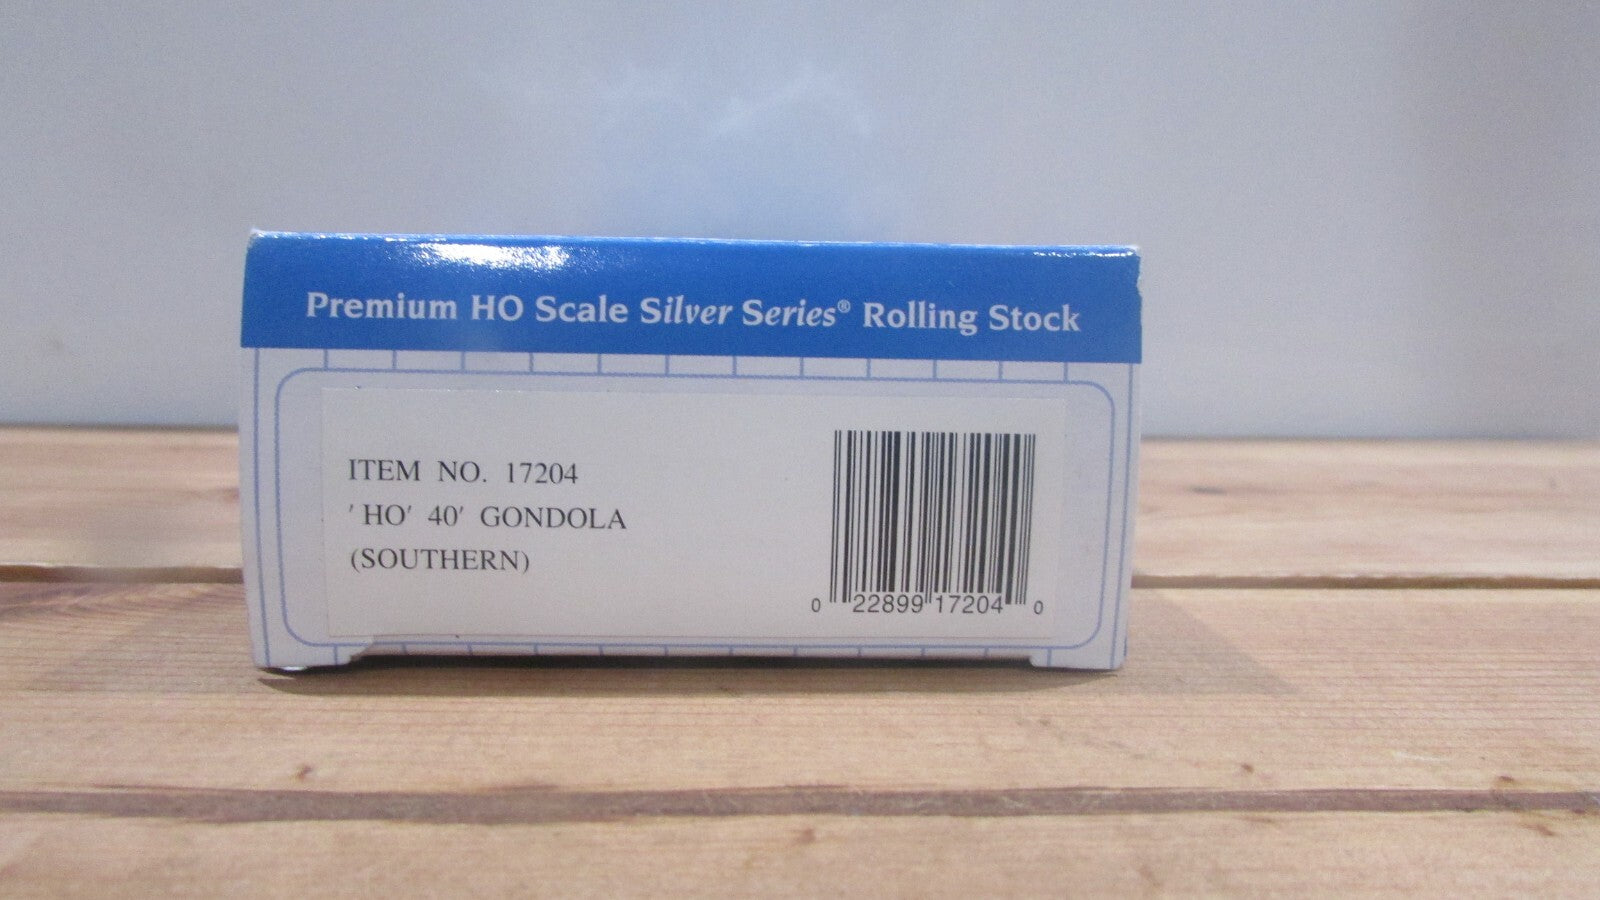 Premium HO Scale Silver Series® Rolling Stock
ITEM NO. 17204
'HO' 40' GONDOLA
(SOUTHERN)
0 22899 17204 0